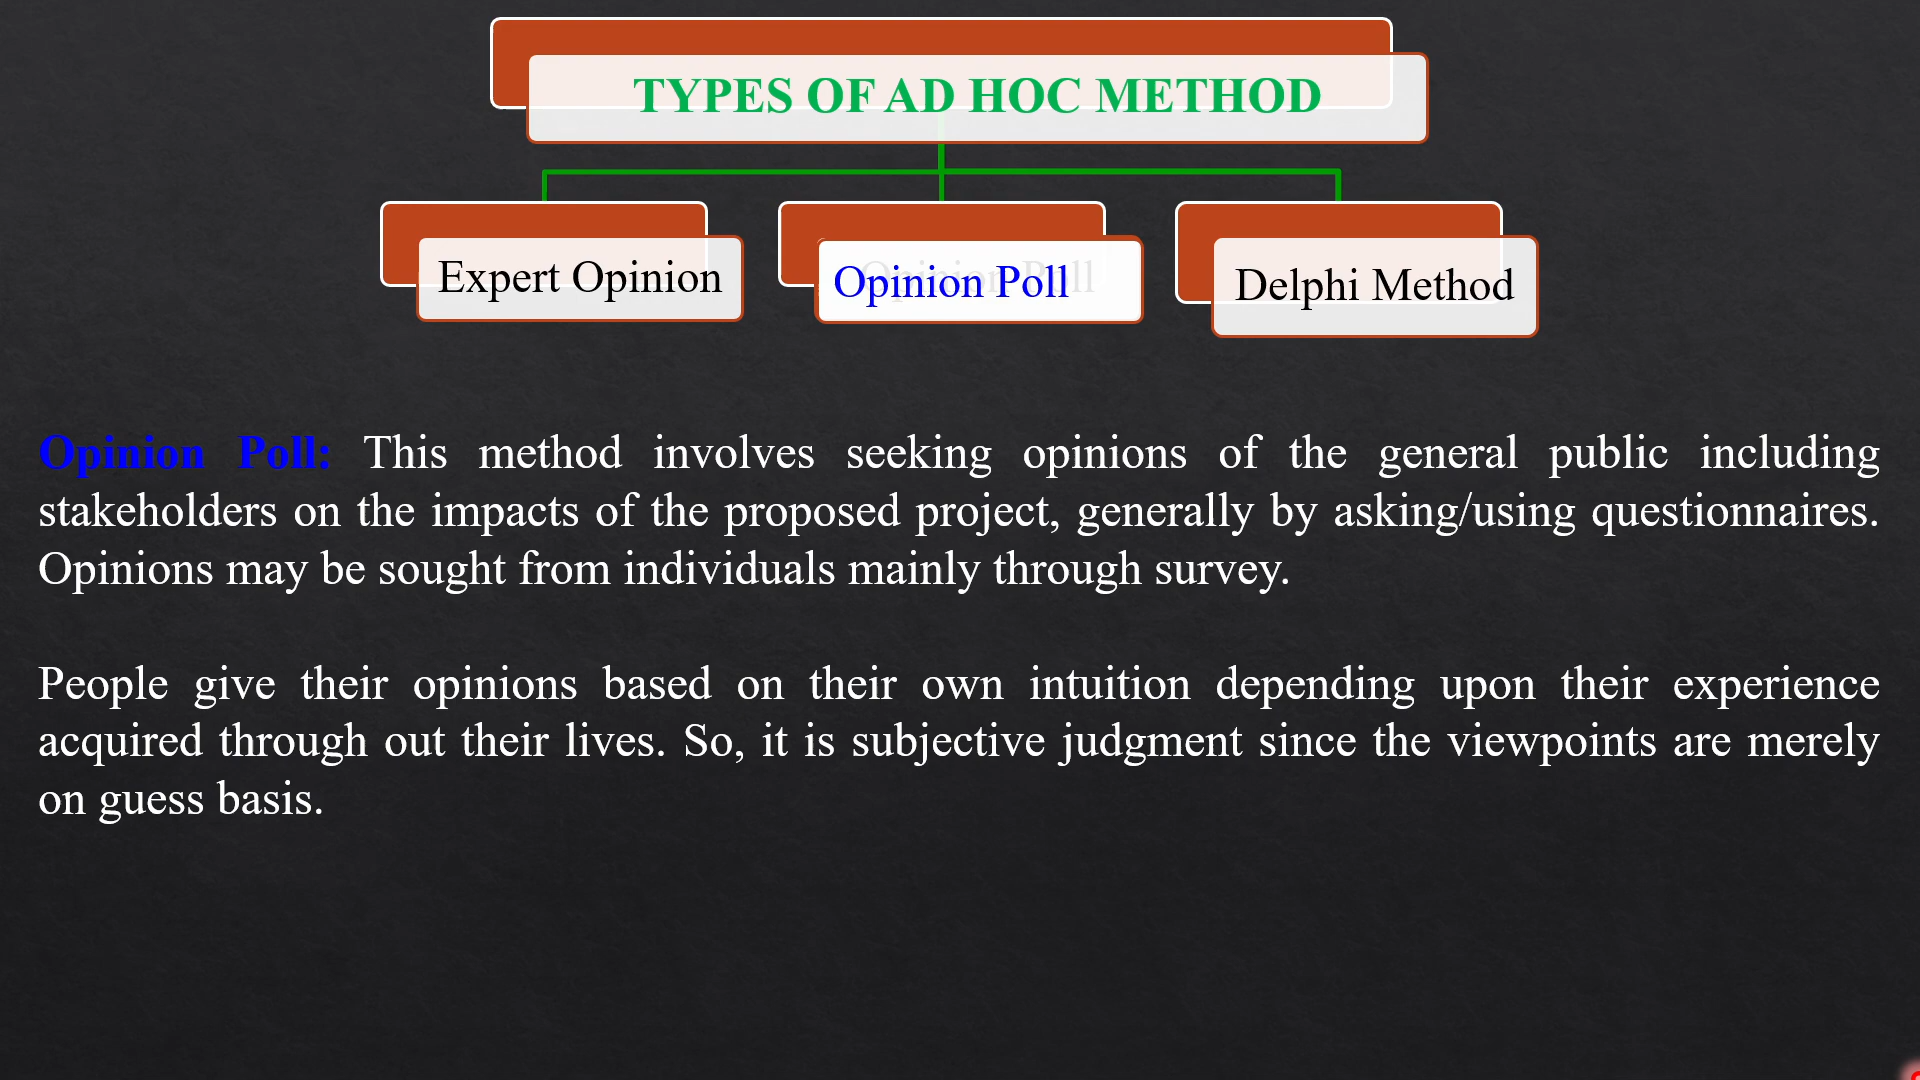 TYPES OF AD HOC METHOD
Expert Opinion
Opinion Poll
Delphi Method
Opinion Poll: This method involves seeking opinions of the general public including
stakeholders on the impacts of the proposed project, generally by asking/using questionnaires.
Opinions may be sought from individuals mainly through survey.
People give their opinions based on their own intuition depending upon their experience
acquired through out their lives. So, it is subjective judgment since the viewpoints are merely
on guess basis.